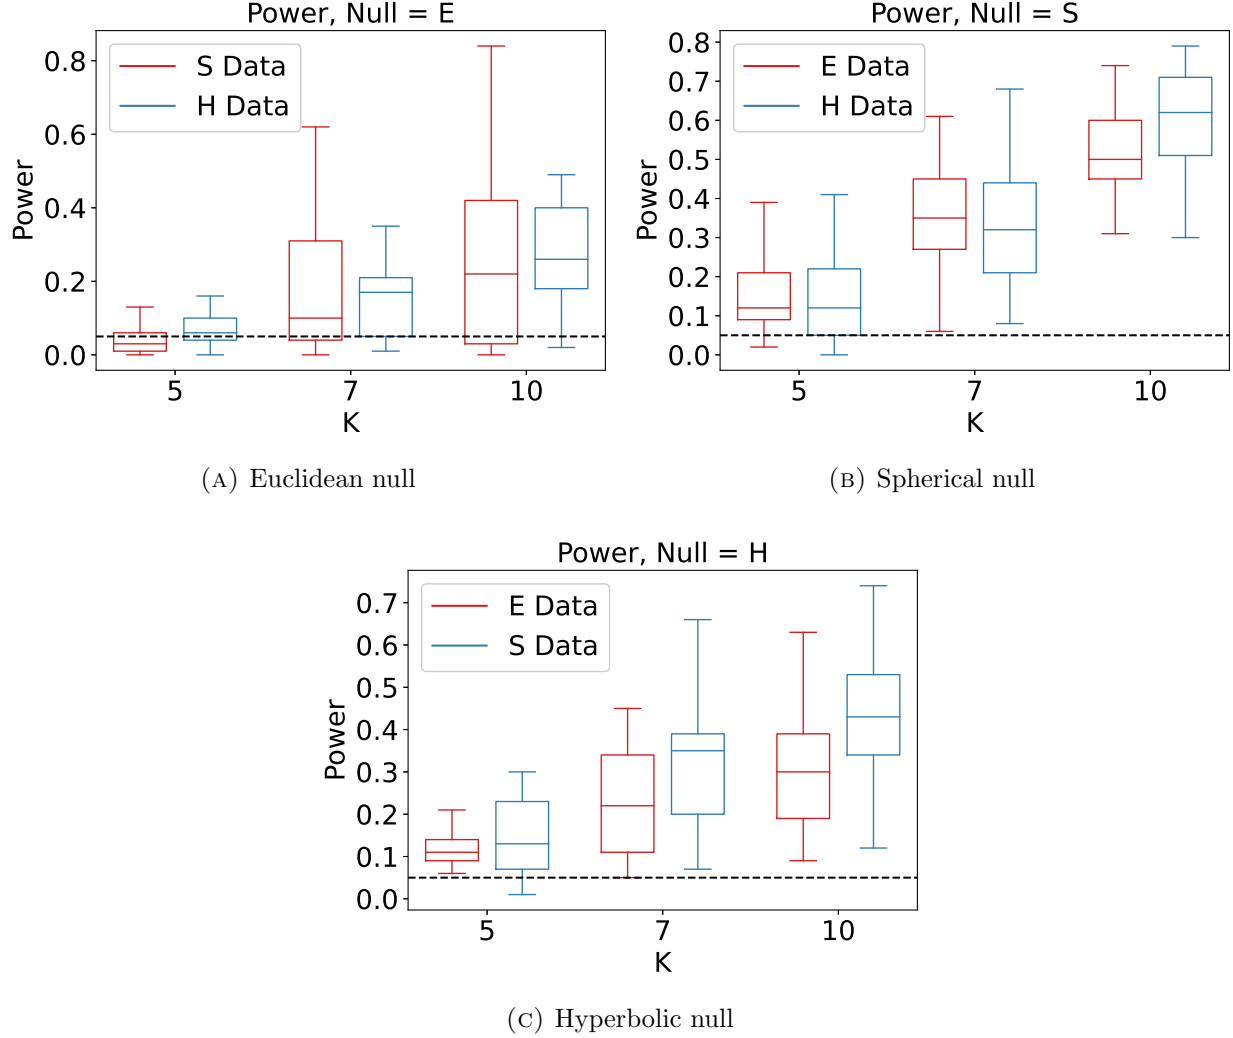 Power, Null = E
S Data
H Data
Power
0.8
0.6
0.4
0.2
0.0
5 7 10
K
(A) Euclidean null
Power, Null = S
E Data
H Data
Power
0.8
0.7
0.6
0.5
0.4
0.3
0.2
0.1
0.0
5 7 10
K
(B) Spherical null
Power, Null = H
E Data
S Data
Power
0.7
0.6
0.5
0.4
0.3
0.2
0.1
0.0
5 7 10
K
(C) Hyperbolic null